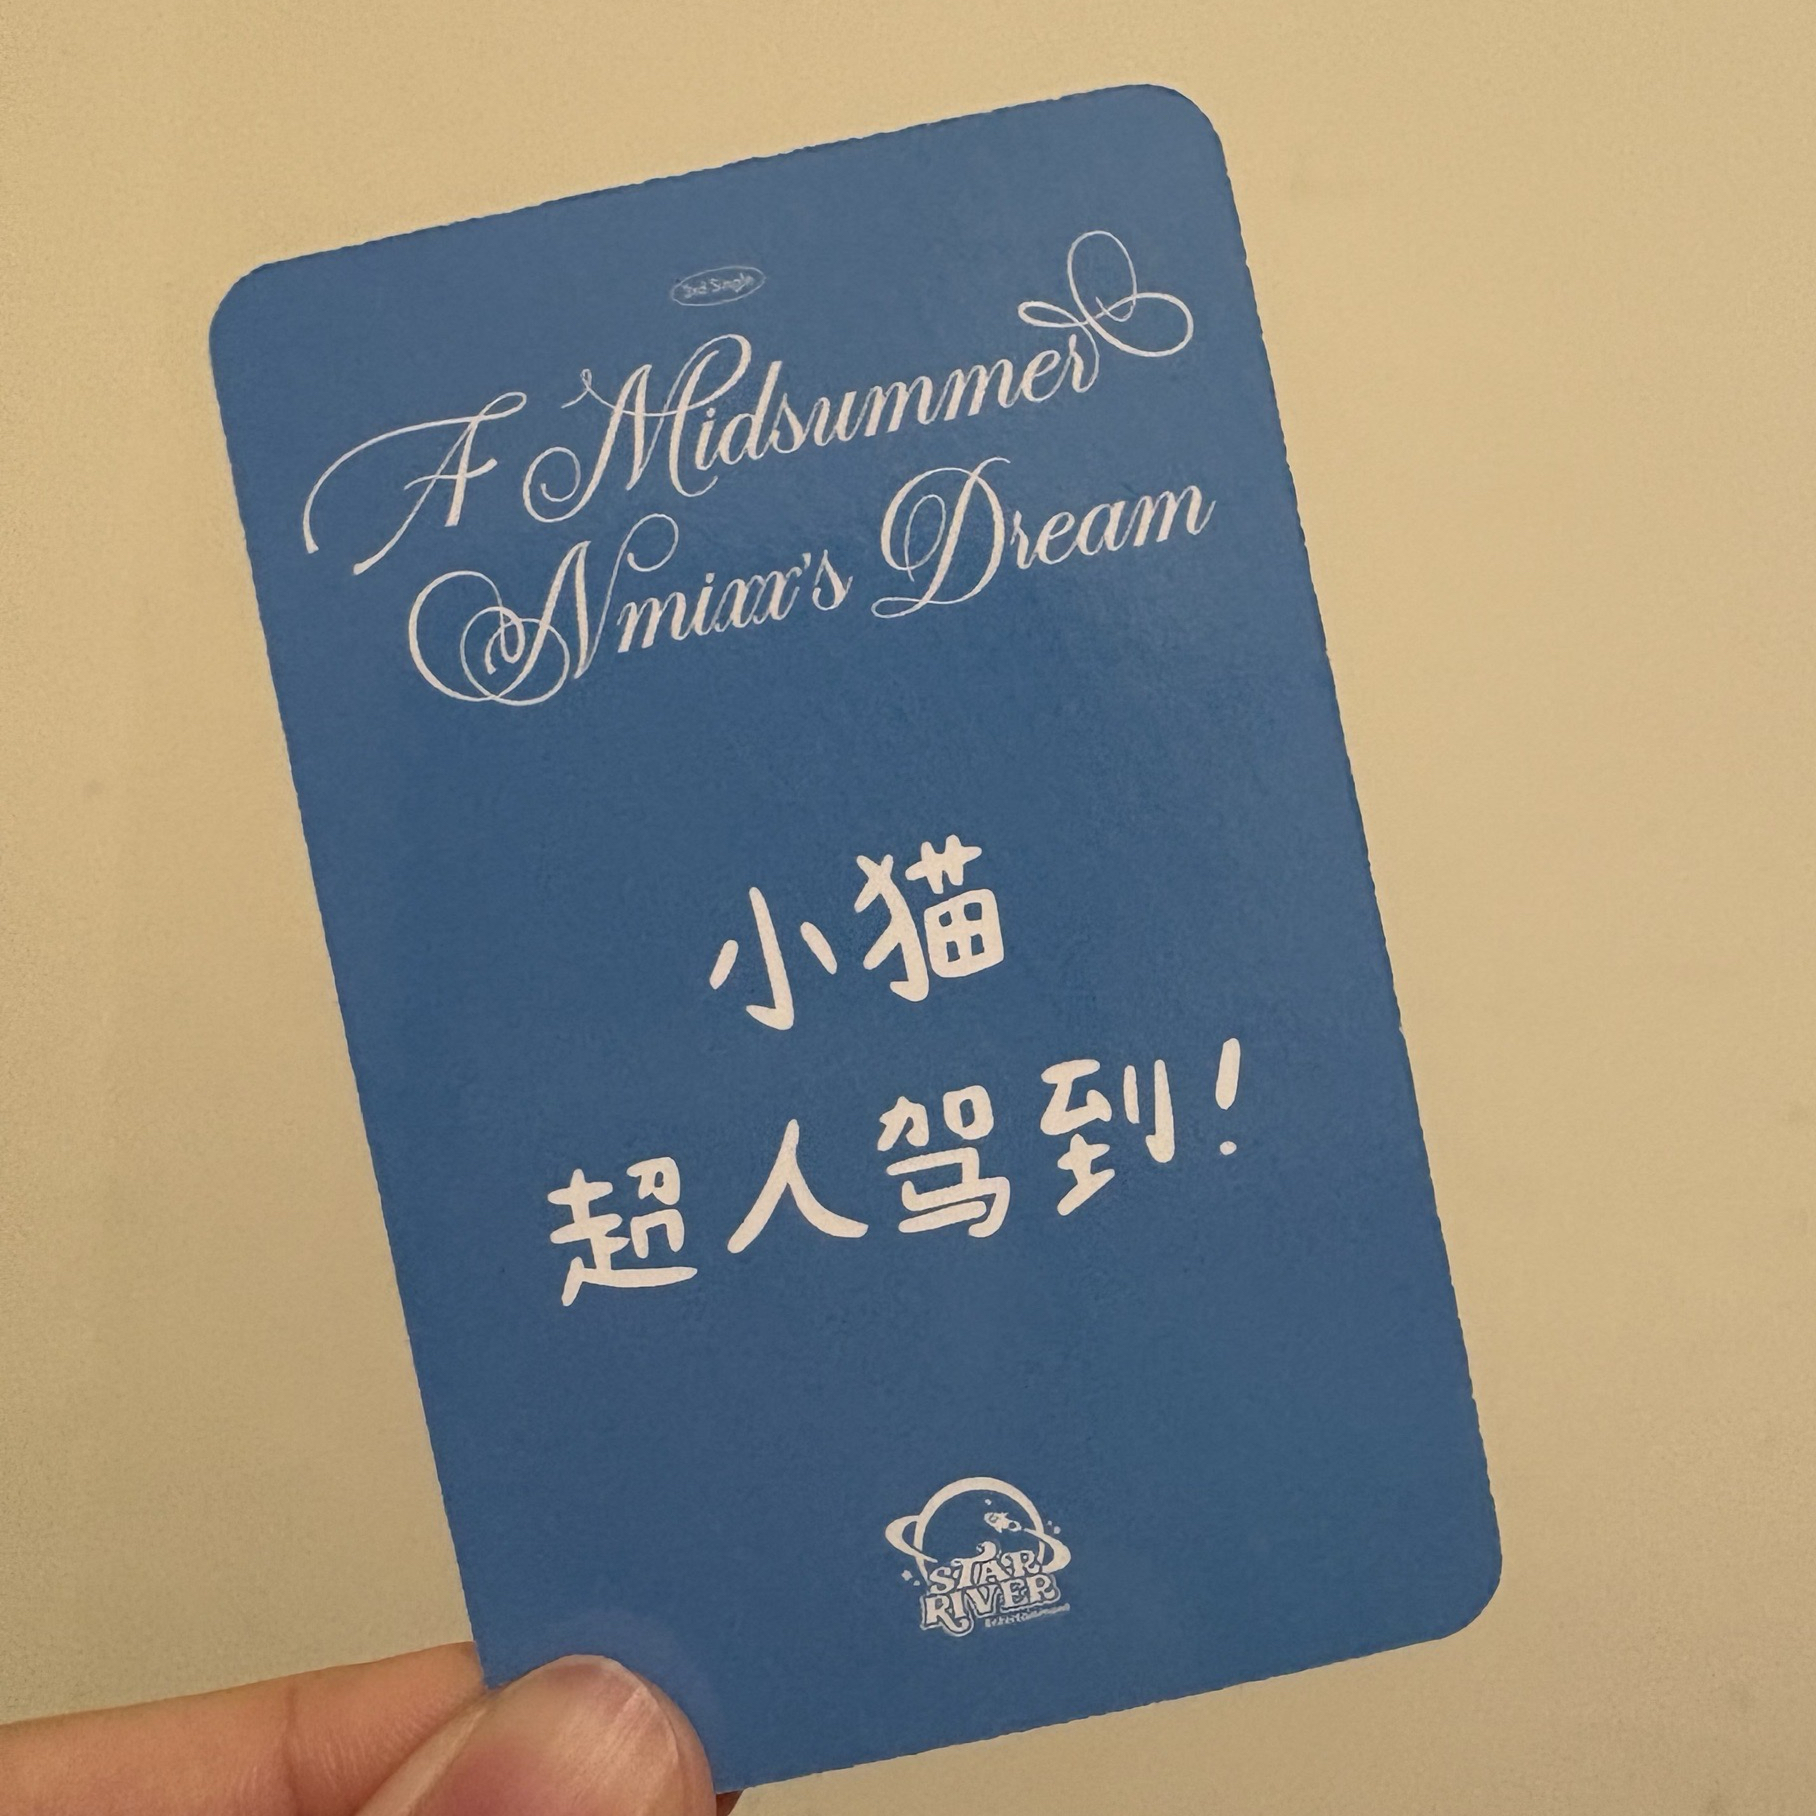 3rd Single
A Midsummer
Nmixx's Dream
小猫
超人驾到!
STAR
RIVER